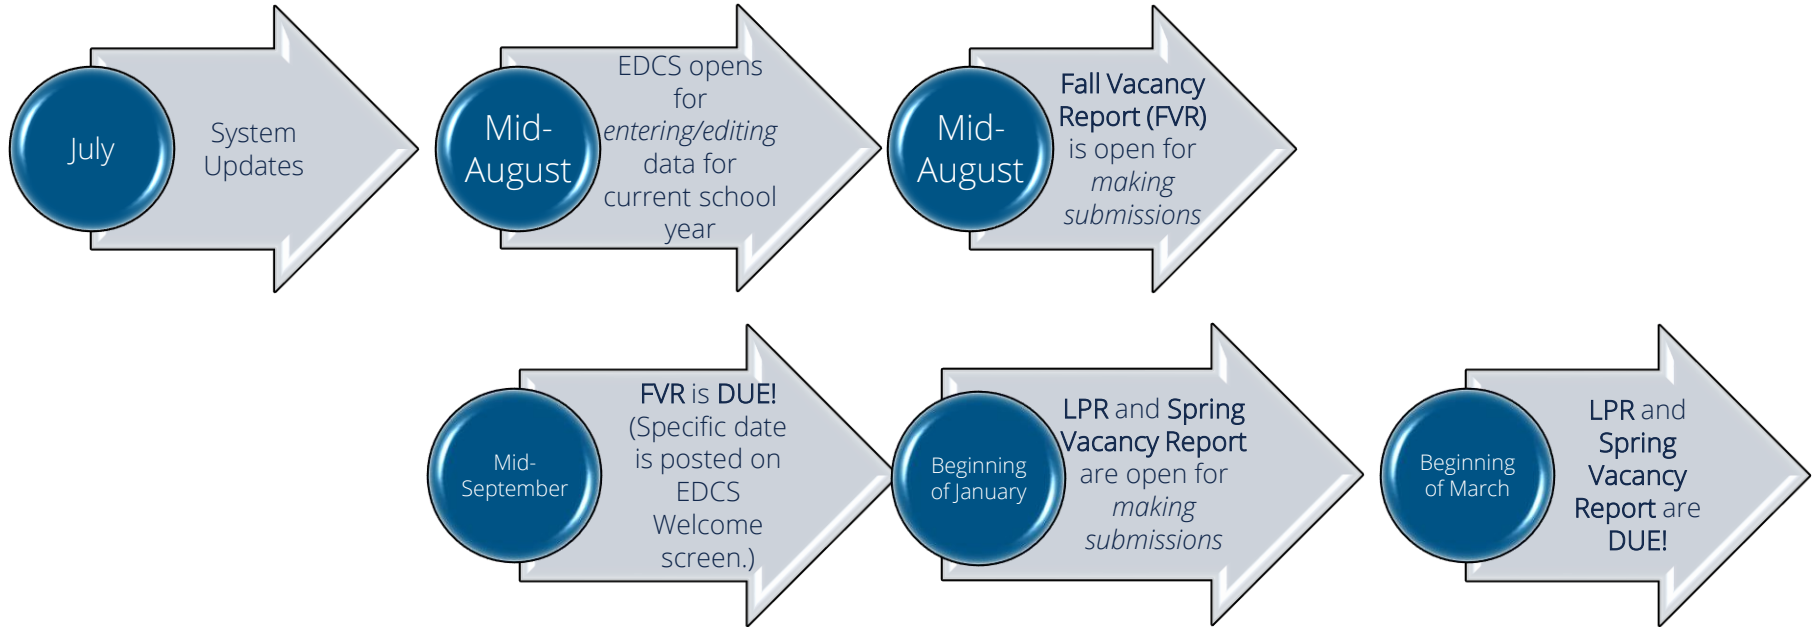 July
System
Updates
Mid-
August
EDCS opens
for
entering/editing
data for
current school
year
Mid-
August
Fall Vacancy
Report (FVR)
is open for
making
submissions
Mid-
September
FVR is DUE!
(Specific date
is posted on
EDCS
Welcome
screen.)
Beginning
of January
LPR and Spring
Vacancy Report
are open for
making
submissions
Beginning
of March
LPR and
Spring
Vacancy
Report are
DUE!